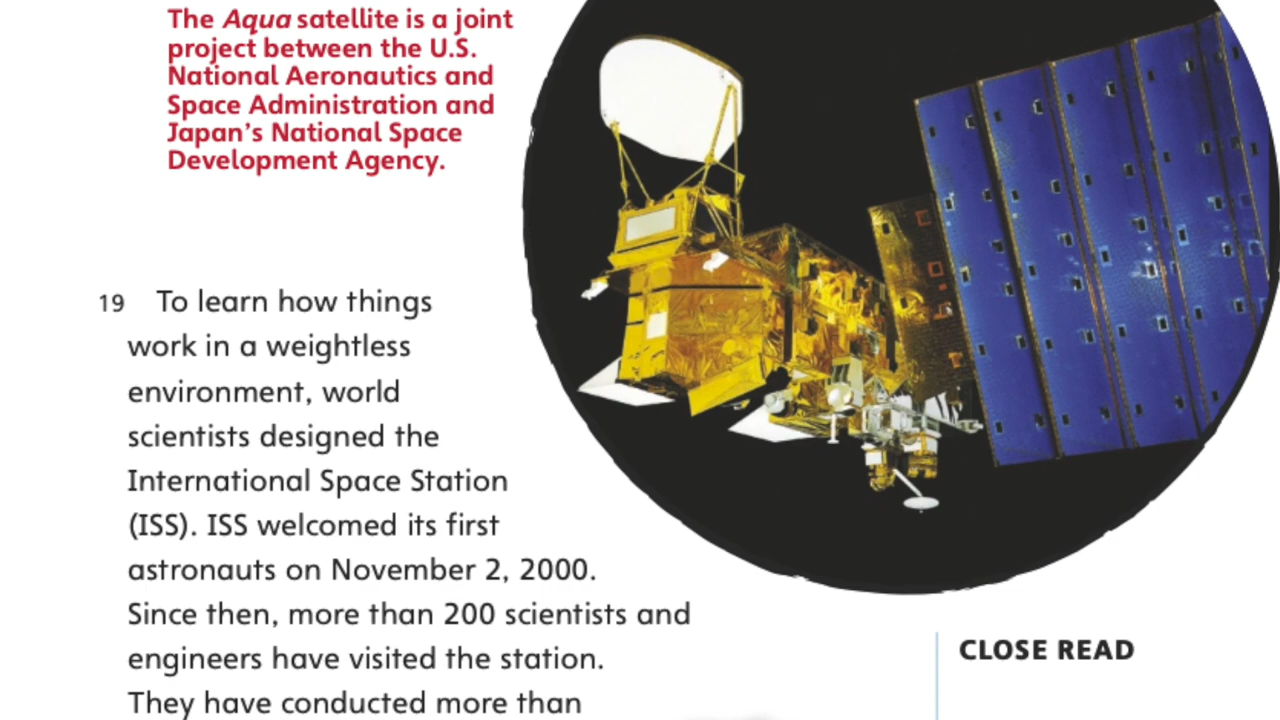 The Aqua satellite is a joint
project between the U.S.
National Aeronautics and
Space Administration and
Japan's National Space
Development Agency.
19 To learn how things
work in a weightless
environment, world
scientists designed the
International Space Station
(ISS). ISS welcomed its first
astronauts on November 2, 2000.
Since then, more than 200 scientists and
engineers have visited the station.
They have conducted more than
CLOSE READ